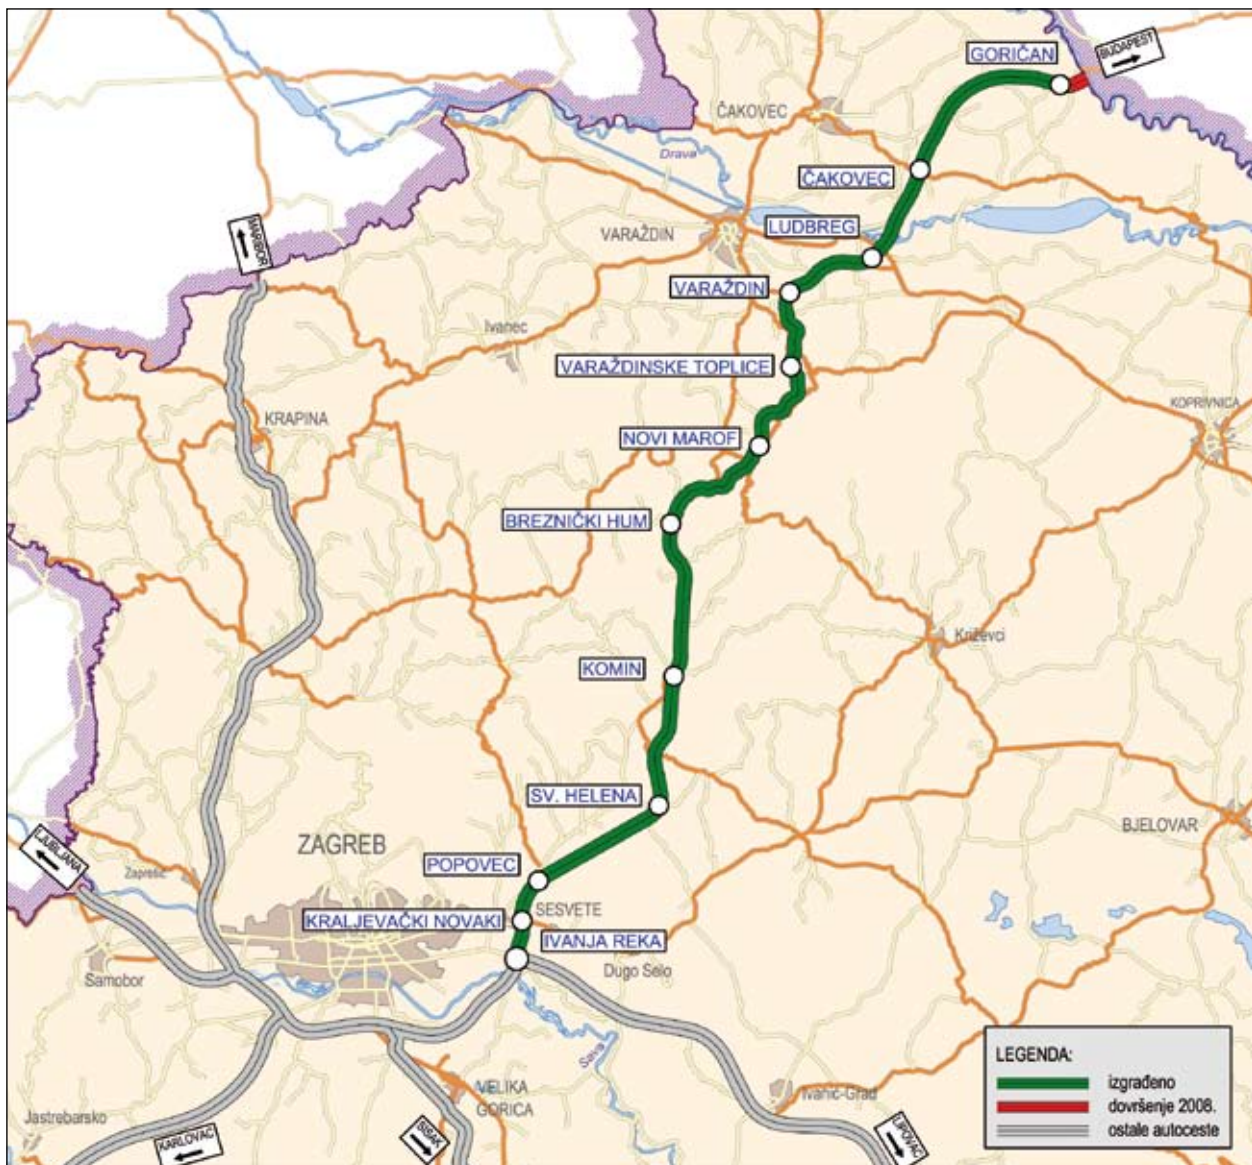 BUDAPEST
GORIČAN
ČAKOVEC
Drava
ČAKOVEC
LUDBREG
VARAŽDIN
MARIBOR
VARAŽDIN
Ivanec
VARAŽDINSKE TOPLICE
KOPRIVNICA
KRAPINA
NOVI MAROF
BREZNIČKI HUM
Križevci
KOMIN
SV. HELENA
BJELOVAR
ZAGREB
LJUBLJANA
Zaprešić
POPOVEC
SESVETE
KRALJEVAČKI NOVAKI
IVANJA REKA
Dugo Selo
Samobor
Sava
LEGENDA:
izgrađeno
dovršenje 2008.
ostale autoceste
VELIKA
GORICA
Ivanić-Grad
Jastrebarsko
KARLOVAC
SISAK
LIPOVAC